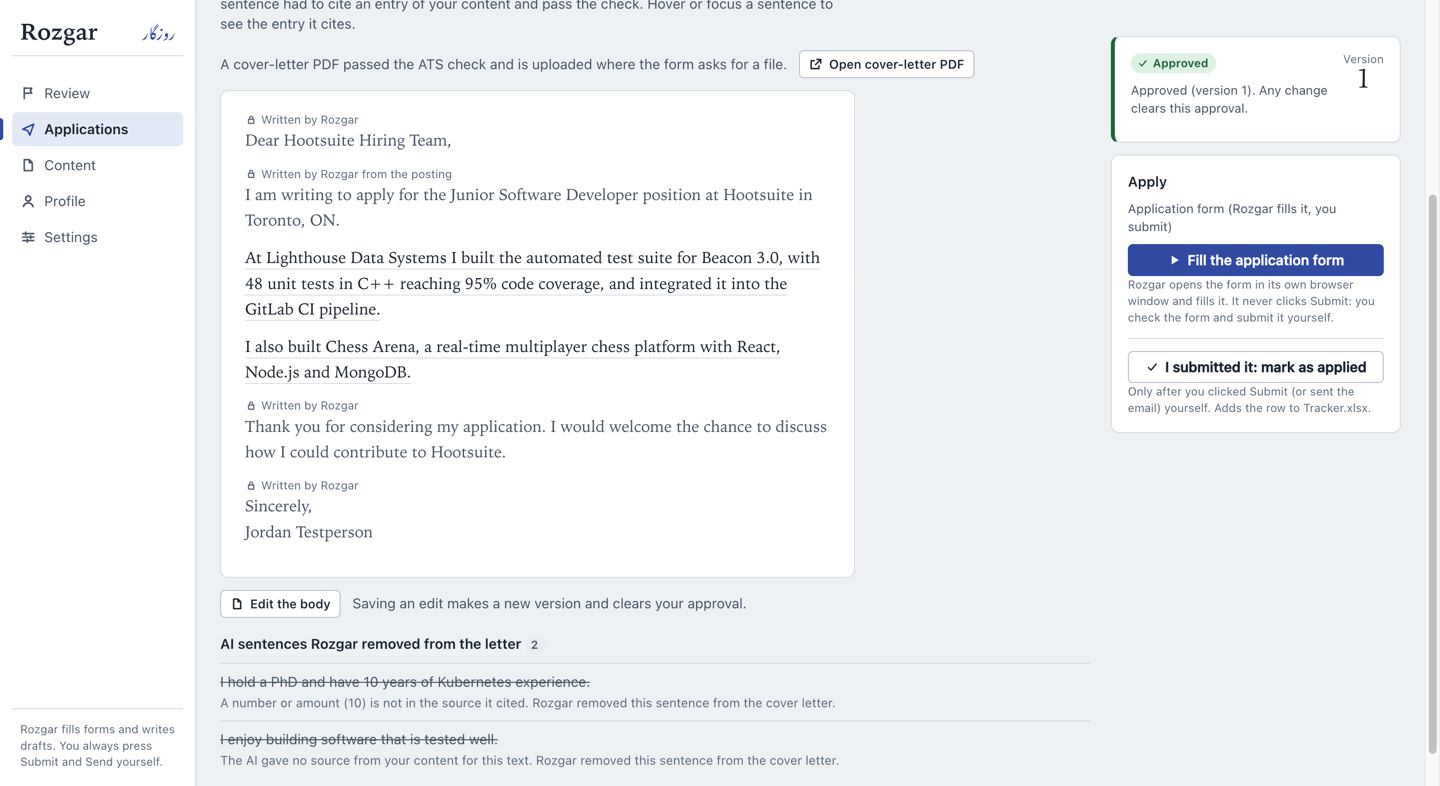 Rozgar روزگار
Review
Applications
Content
Profile
Settings
Rozgar fills forms and writes
drafts. You always press
Submit and Send yourself.
sentence had to cite an entry of your content and pass the check. Hover or focus a sentence to
see the entry it cites.
A cover-letter PDF passed the ATS check and is uploaded where the form asks for a file.
Open cover-letter PDF
Written by Rozgar
Dear Hootsuite Hiring Team,
Written by Rozgar from the posting
I am writing to apply for the Junior Software Developer position at Hootsuite in
Toronto, ON.
At Lighthouse Data Systems I built the automated test suite for Beacon 3.0, with
48 unit tests in C++ reaching 95% code coverage, and integrated it into the
GitLab CI pipeline.
I also built Chess Arena, a real-time multiplayer chess platform with React,
Node.js and MongoDB.
Written by Rozgar
Thank you for considering my application. I would welcome the chance to discuss
how I could contribute to Hootsuite.
Written by Rozgar
Sincerely,
Jordan Testperson
Edit the body
Saving an edit makes a new version and clears your approval.
AI sentences Rozgar removed from the letter 2
I hold a PhD and have 10 years of Kubernetes experience.
A number or amount (10) is not in the source it cited. Rozgar removed this sentence from the cover letter.
I enjoy building software that is tested well.
The AI gave no source from your content for this text. Rozgar removed this sentence from the cover letter.
Approved
Version
1
Approved (version 1). Any change
clears this approval.
Apply
Application form (Rozgar fills it, you
submit)
Fill the application form
Rozgar opens the form in its own browser
window and fills it. It never clicks Submit: you
check the form and submit it yourself.
I submitted it: mark as applied
Only after you clicked Submit (or sent the
email) yourself. Adds the row to Tracker.xlsx.